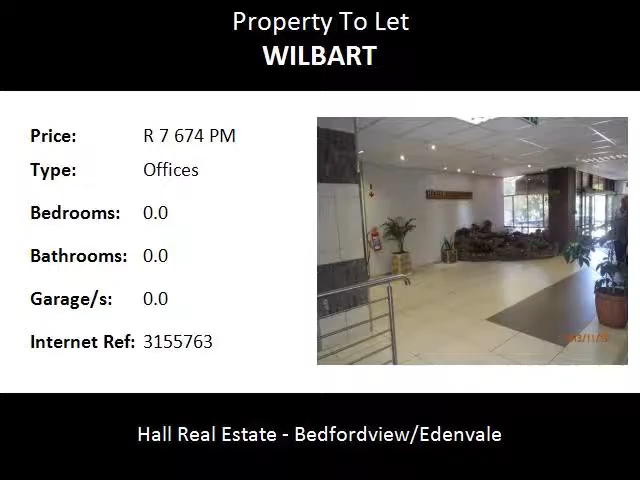 Property To Let
WILBART
Price: R 7 674 PM
Type: Offices
Bedrooms: 0.0
Bathrooms: 0.0
Garage/s: 0.0
Internet Ref: 3155763
Hall Real Estate - Bedfordview/Edenvale